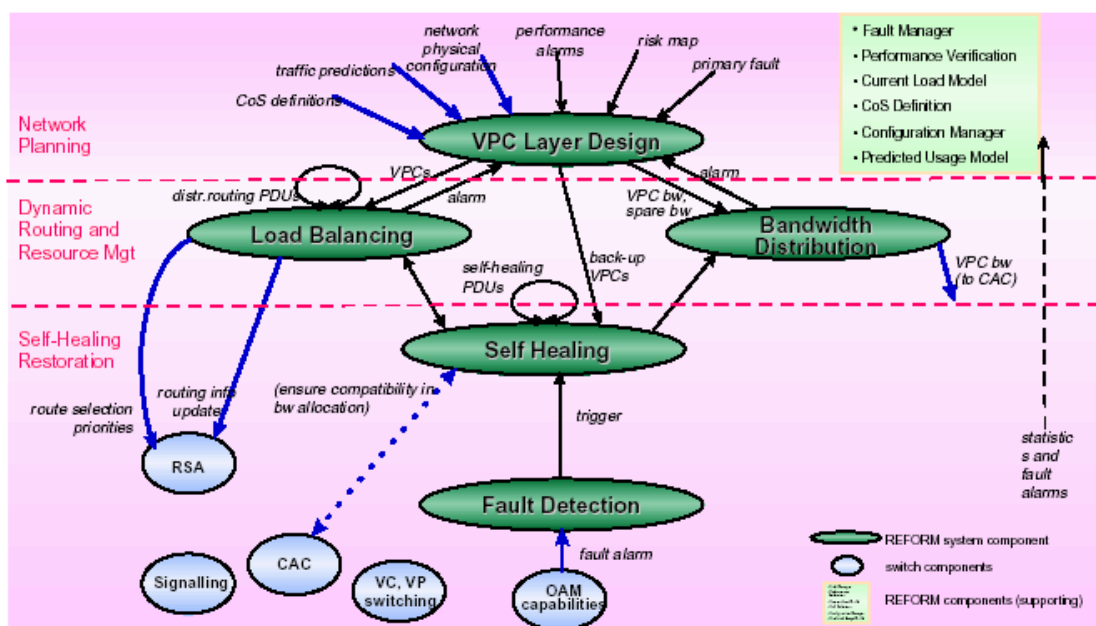 network
physical
configuration
performance
alarms
risk map
primary fault
traffic predictions
CoS definitions
* Fault Manager
• Performance Verification
• Current Load Model
• CoS Definition
• Configuration Manager
• Predicted Usage Model
Network
Planning
VPC Layer Design
VPCs
alarm
alarm
distr.routing PDUs
VPC bw,
spare bw
Dynamic
Routing and
Resource Mgt
Load Balancing
Bandwidth
Distribution
self-healing
PDUs
back-up
VPCs
VPC bw
(to CAC)
Self-Healing
Restoration
Self Healing
(ensure compatibility in
bw allocation)
routing info
update
route selection
priorities
trigger
statistic
s and
fault
alarms
RSA
Fault Detection
fault alarm
CAC
Signalling
VC, VP
switching
OAM
capabilities
REFORM system component
switch components
REFORM components (supporting)